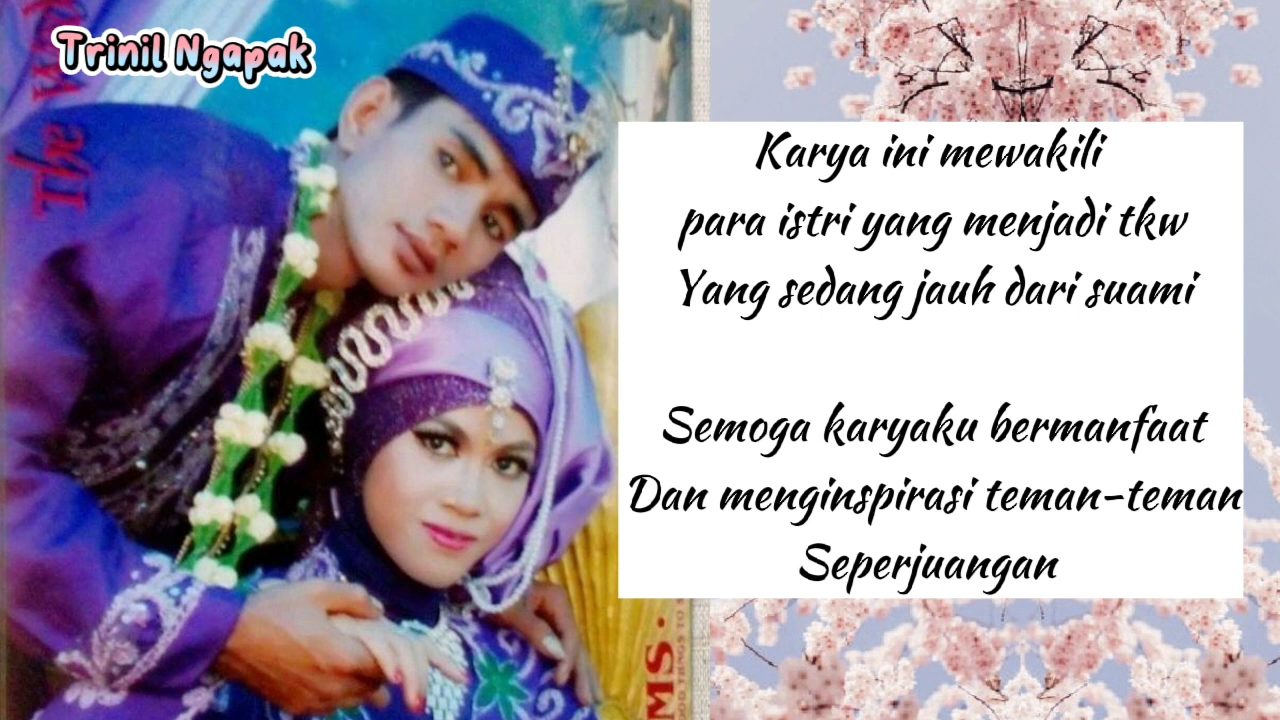 Trinil Ngapak
Karya ini mewakili
para istri yang menjadi tkw
Yang sedang jauh dari suami
Semoga karyaku bermanfaat
Dan menginspirasi teman-teman
Seperjuangan